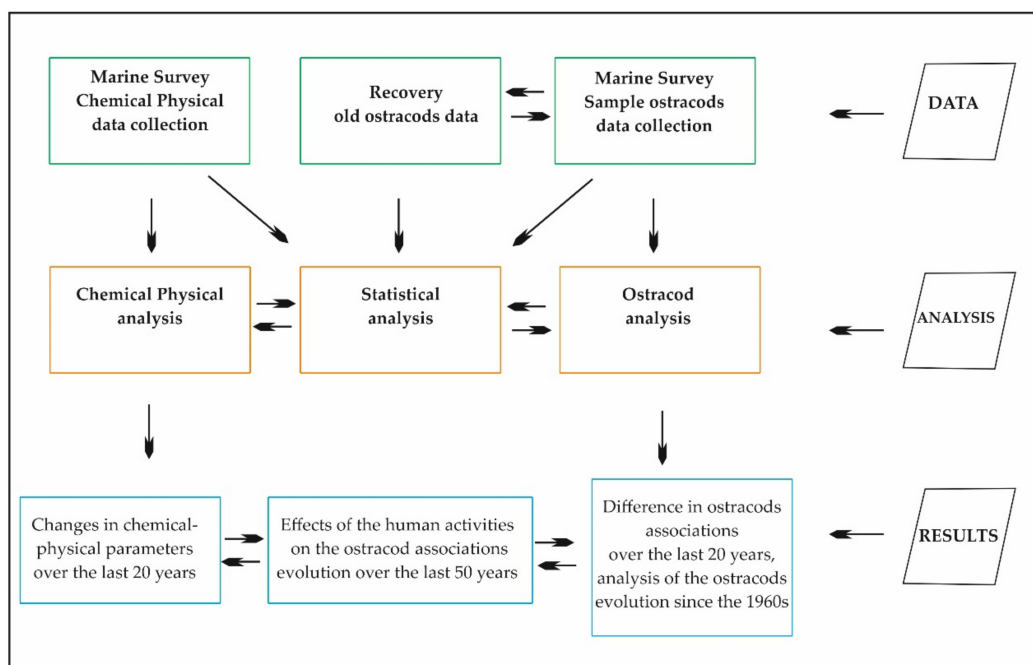 Marine Survey
Chemical Physical
data collection
Recovery
old ostracods data
Marine Survey
Sample ostracods
data collection
DATA
Chemical Physical
analysis
Statistical
analysis
Ostracod
analysis
ANALYSIS
Changes in chemical-
physical parameters
over the last 20 years
Effects of the human activities
on the ostracod associations
evolution over the last 50 years
Difference in ostracods
associations
over the last 20 years,
analysis of the ostracods
evolution since the 1960s
RESULTS